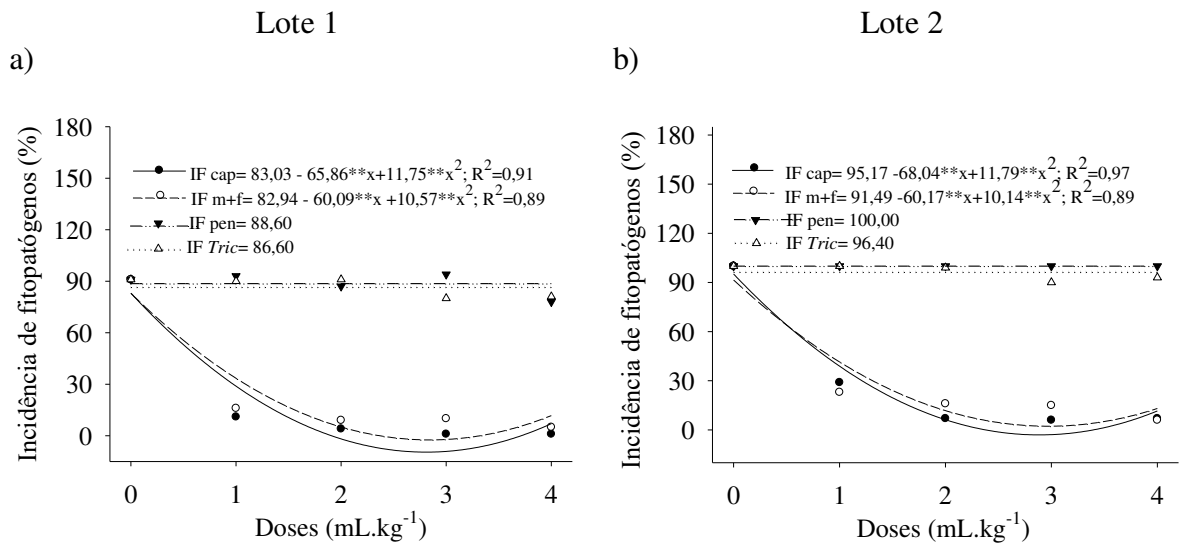 Lote 1
a)
Incidência de fitopatógenos (%)
180
150
120
90
60
30
0
IF cap= 83,03 - 65,86**x+11,75**x²; R²=0,91
IF m+f= 82,94 - 60,09**x +10,57**x²; R²=0,89
IF pen= 88,60
IF Tric= 86,60
0 1 2 3 4
Doses (mL.kg⁻¹)
Lote 2
b)
Incidência de fitopatógenos (%)
180
150
120
90
60
30
0
IF cap= 95,17 -68,04**x+11,79**x²; R²=0,97
IF m+f= 91,49 -60,17**x+10,14**x²; R²=0,89
IF pen= 100,00
IF Tric= 96,40
0 1 2 3 4
Doses (mL.kg⁻¹)